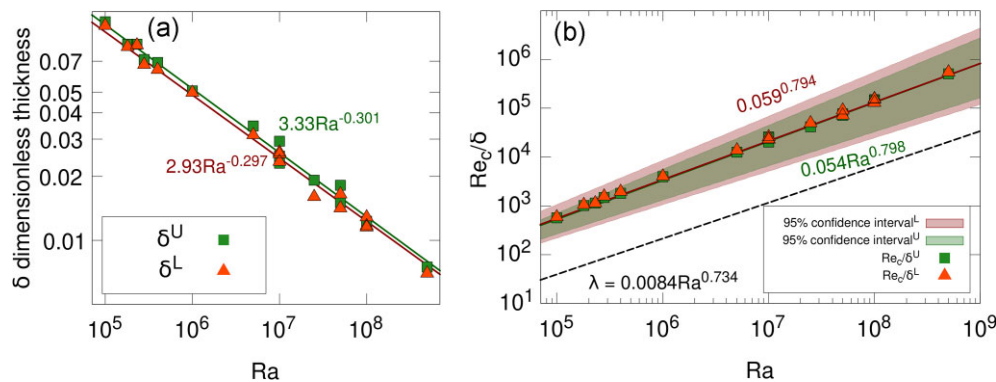 (a)
δ dimensionless thickness
0.07
0.05
0.04
0.03
0.02
0.01
3.33Ra^-0.301
2.93Ra^-0.297
δ^U
δ^L
10^5
10^6
10^7
10^8
Ra
(b)
Re_c/δ
10^6
10^5
10^4
10^3
10^2
10^1
0.059^0.794
0.054Ra^0.798
λ = 0.0084Ra^0.734
95% confidence interval^L
95% confidence interval^U
Re_c/δ^U
Re_c/δ^L
10^5
10^6
10^7
10^8
10^9
Ra